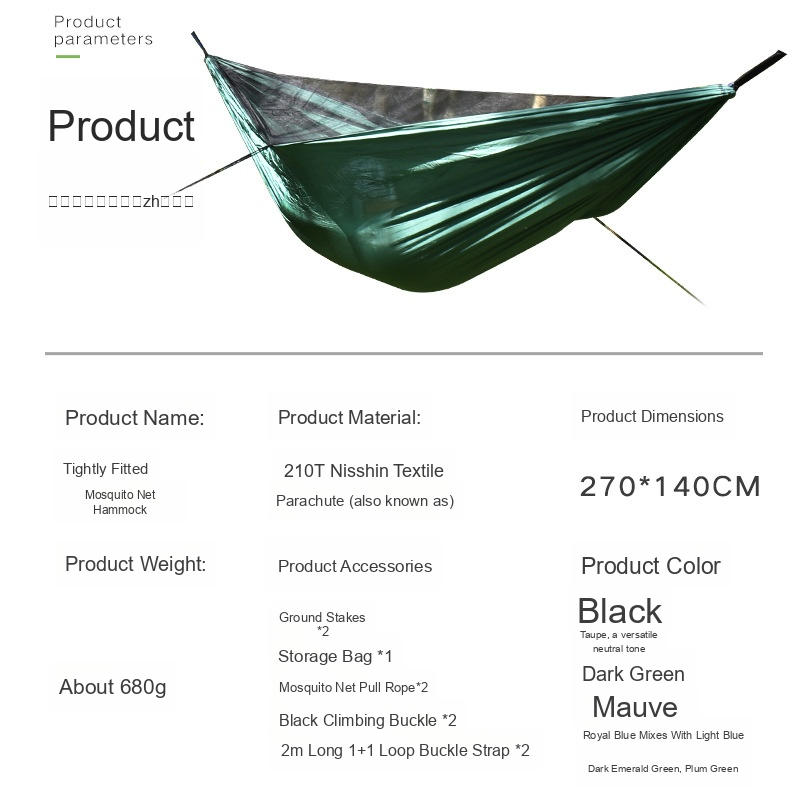 Product
parameters
Product
□□□□□□□□zh□□□
Product Name:
Tightly Fitted
Mosquito Net
Hammock
Product Material:
210T Nisshin Textile
Parachute (also known as)
Product Dimensions
270*140CM
Product Weight:
About 680g
Product Accessories
Ground Stakes
*2
Storage Bag *1
Mosquito Net Pull Rope*2
Black Climbing Buckle *2
2m Long 1+1 Loop Buckle Strap *2
Product Color
Black
Taupe, a versatile
neutral tone
Dark Green
Mauve
Royal Blue Mixes With Light Blue
Dark Emerald Green, Plum Green